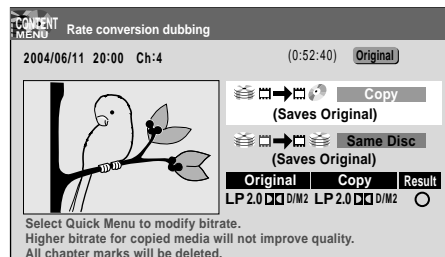 CONTENT MENU Rate conversion dubbing
2004/06/11 20:00 Ch:4 (0:52:40) Original
Copy
(Saves Original)
Same Disc
(Saves Original)
Original Copy Result
LP 2.0 D/M2 LP 2.0 D/M2
Select Quick Menu to modify bitrate.
Higher bitrate for copied media will not improve quality.
All chapter marks will be deleted.